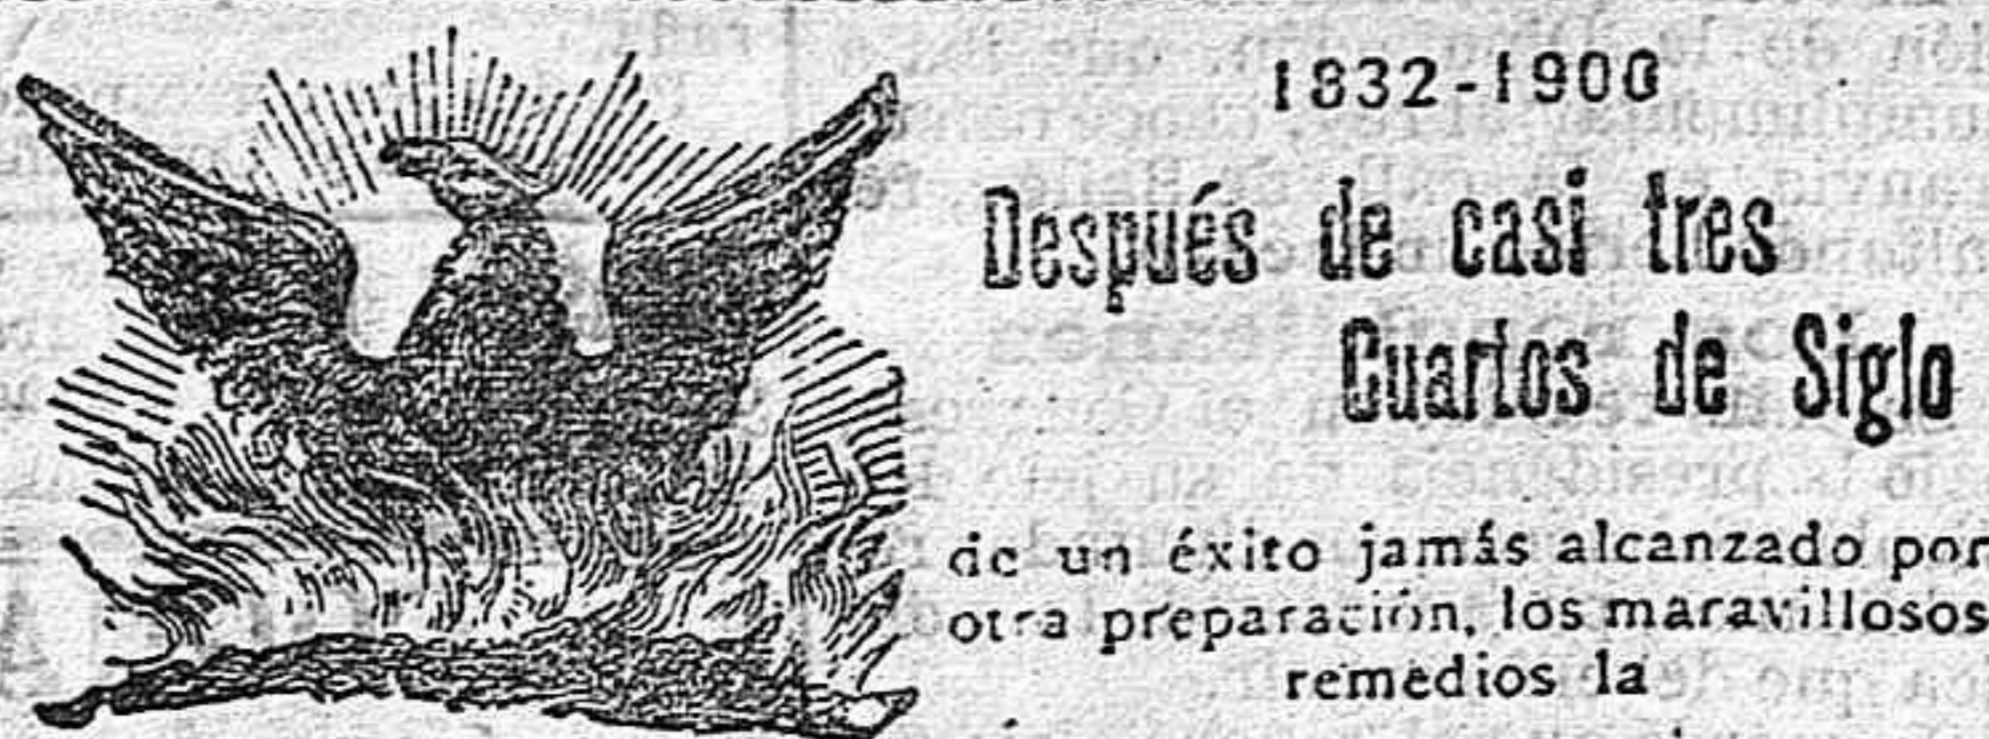 1832-1900
Después de casi tres
Cuartos de Siglo
de un éxito jamás alcanzado por
otra preparación, los maravillosos
remedios la